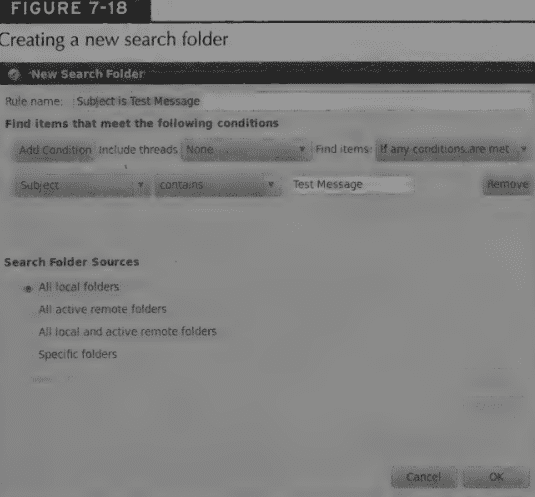 FIGURE 7-18
Creating a new search folder
New Search Folder
Rule name: Subject is Test Message
Find items that meet the following conditions
Add Condition Include threads None Find items: If any conditions are met
Subject contains Test Message Remove
Search Folder Sources
All local folders
All active remote folders
All local and active remote folders
Specific folders
Cancel OK